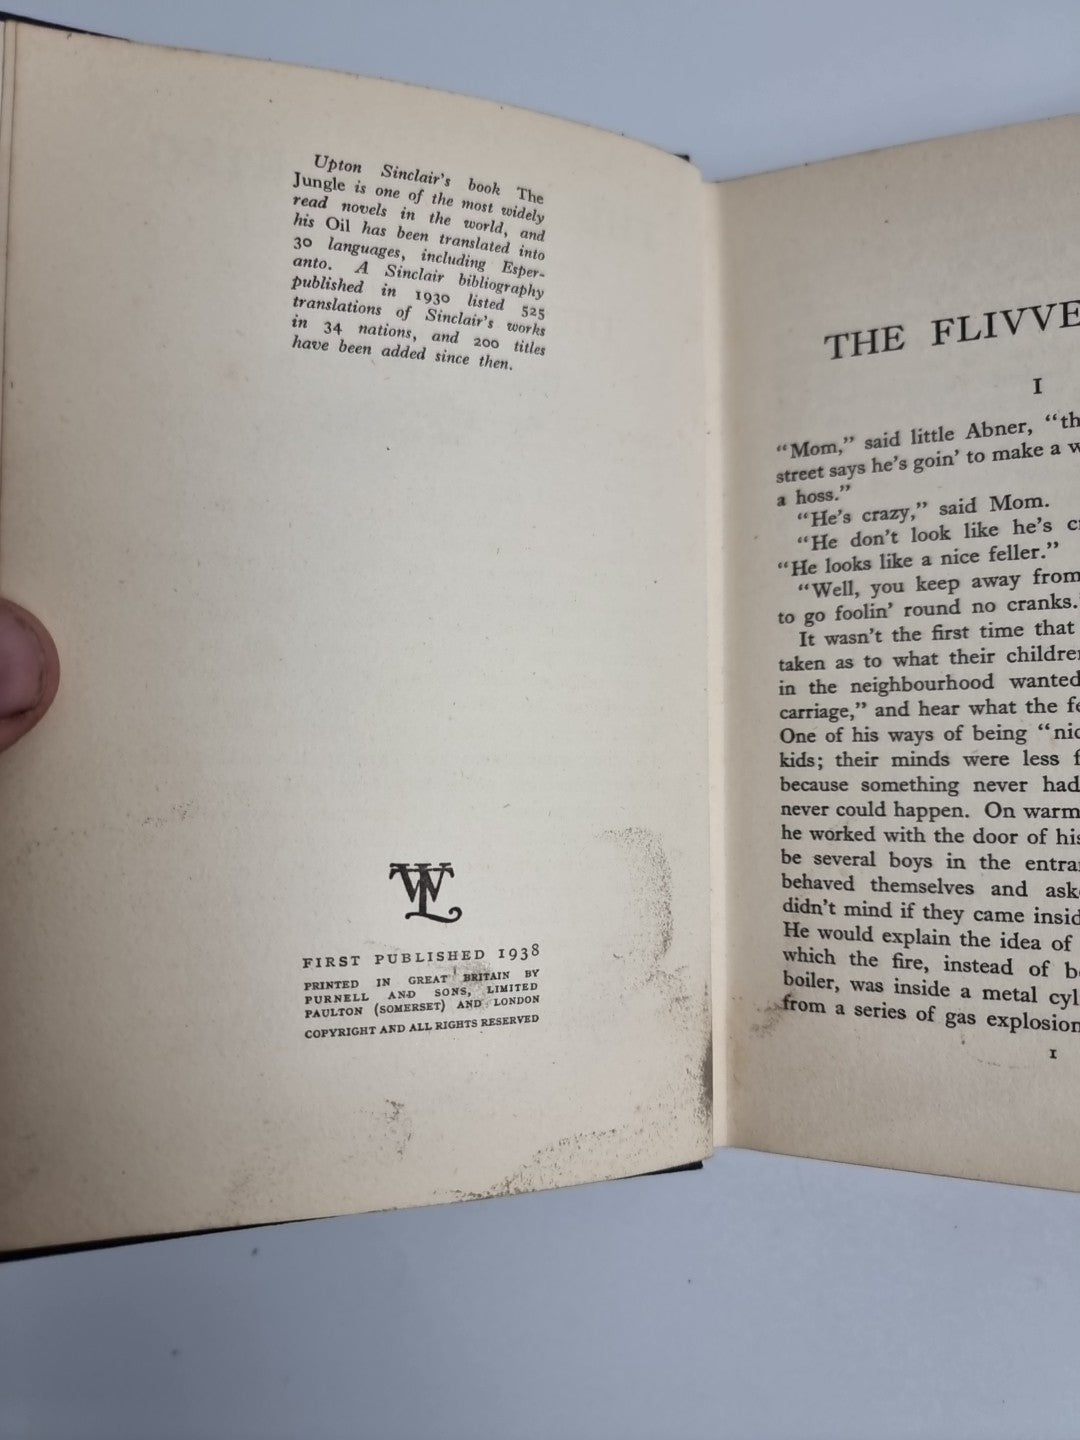 Upton Sinclair's book The
Jungle is one of the most widely
read novels in the world, and
his Oil has been translated into
30 languages, including Esper-
anto. A Sinclair bibliography
published in 1930 listed 525
translations of Sinclair's works
in 34 nations, and 200 titles
have been added since then.
WL
FIRST PUBLISHED 1938
PRINTED IN GREAT BRITAIN BY
PURNELL AND SONS, LIMITED
PAULTON (SOMERSET) AND LONDON
COPYRIGHT AND ALL RIGHTS RESERVED
THE FLIVVE
I
"Mom," said little Abner, "th
street says he's goin' to make a w
a hoss."
"He's crazy," said Mom.
"He don't look like he's c
"He looks like a nice feller."
"Well, you keep away from
to go foolin' round no cranks."
It wasn't the first time that
taken as to what their childre
in the neighbourhood wanted
carriage," and hear what the fe
One of his ways of being "nic
kids; their minds were less f
because something never had
never could happen. On warm
he worked with the door of his
be several boys in the entra
behaved themselves and ask
didn't mind if they came insid
He would explain the idea of
which the fire, instead of b
boiler, was inside a metal cyl
from a series of gas explosion
1